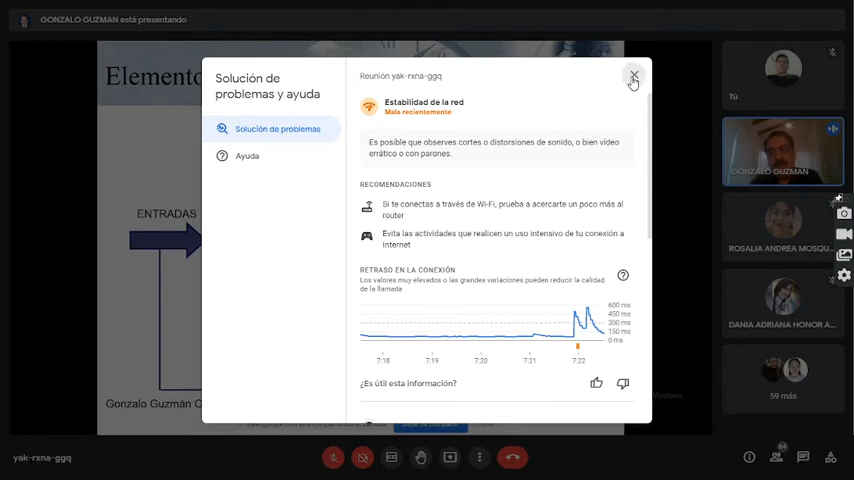 GONZALO GUZMAN está presentando
Elemento
Solución de
problemas y ayuda
Solución de problemas
Ayuda
Reunión yak-rxna-ggq
Estabilidad de la red
Mala recientemente
Es posible que observes cortes o distorsiones de sonido, o bien vídeo
errático o con parones.
RECOMENDACIONES
Si te conectas a través de Wi-Fi, prueba a acercarte un poco más al
router
Evita las actividades que realicen un uso intensivo de tu conexión a
Internet
RETRASO EN LA CONEXIÓN
Los valores muy elevados o las grandes variaciones pueden reducir la calidad
de la llamada
600 ms
450 ms
300 ms
150 ms
0 ms
7:18 7:19 7:20 7:21 7:22
¿Es útil esta información?
ENTRADAS
Gonzalo Guzmán
Windows.
Tú
GONZALO GUZMAN
ROSALIA ANDREA MOSQU...
DANIA ADRIANA HONOR A...
59 más
yak-rxna-ggq
64